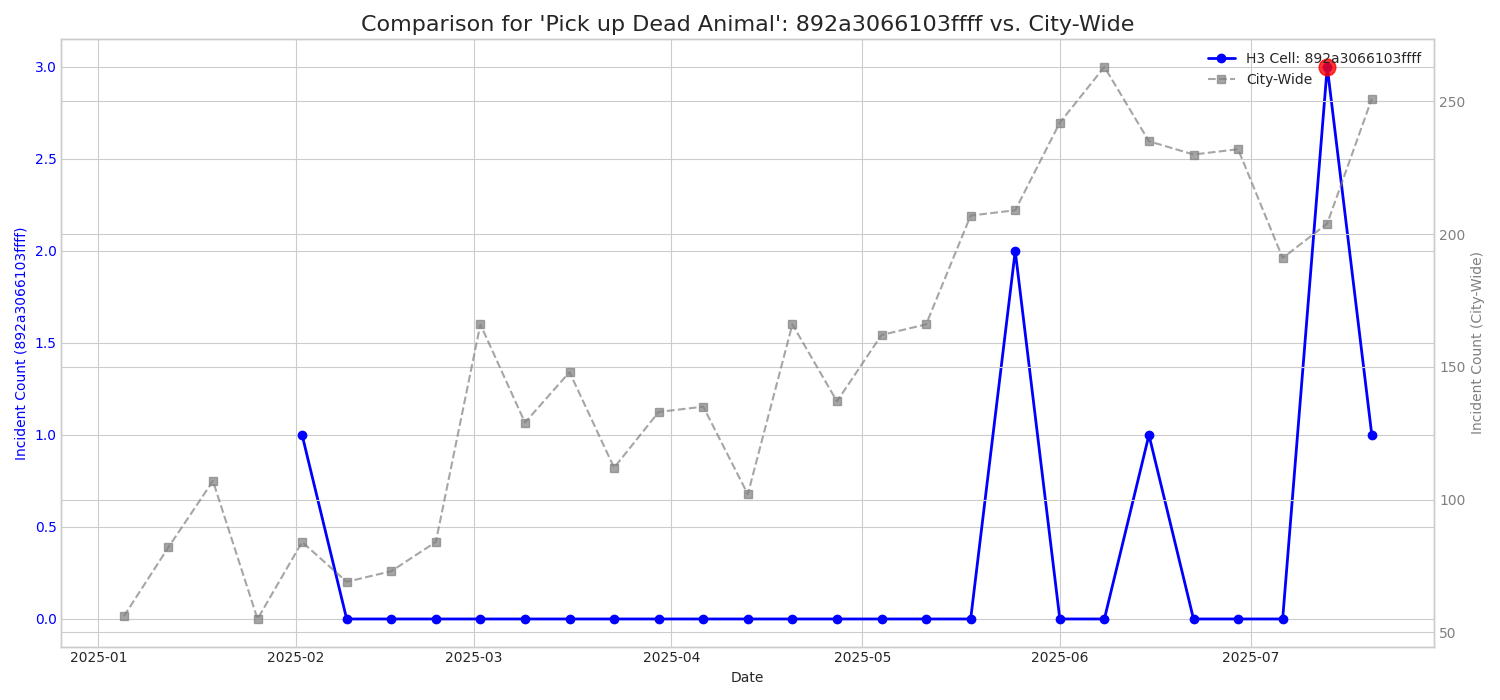 Comparison for 'Pick up Dead Animal': 892a3066103ffff vs. City-Wide
H3 Cell: 892a3066103ffff
City-Wide
Incident Count (892a3066103ffff)
3.0
2.5
2.0
1.5
1.0
0.5
0.0
250
200
150
100
50
Incident Count (City-Wide)
2025-01 2025-02 2025-03 2025-04 2025-05 2025-06 2025-07
Date